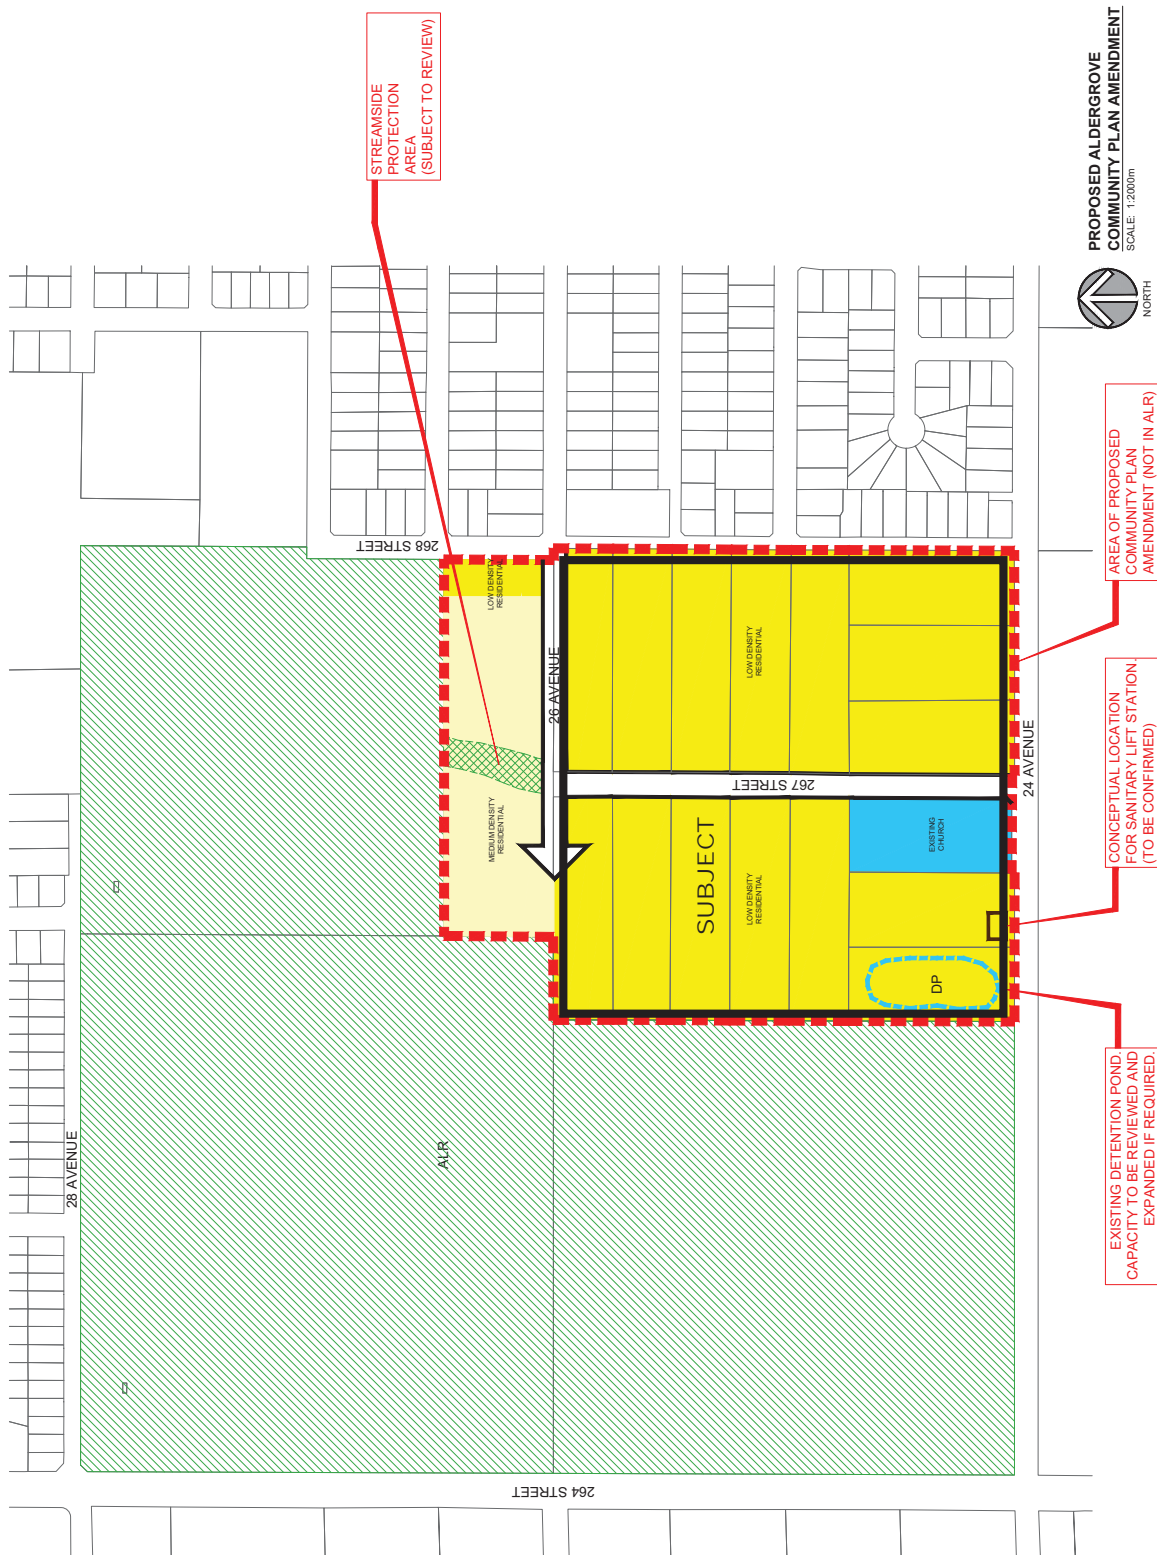 STREAMSIDE
PROTECTION
AREA
(SUBJECT TO REVIEW)
PROPOSED ALDERGROVE
COMMUNITY PLAN AMENDMENT
SCALE: 1:2000m
NORTH
268 STREET
LOW DENSITY
RESIDENTIAL
26 AVENUE
MEDIUM DENSITY
RESIDENTIAL
LOW DENSITY
RESIDENTIAL
267 STREET
24 AVENUE
SUBJECT
LOW DENSITY
RESIDENTIAL
EXISTING
CHURCH
DP
AREA OF PROPOSED
COMMUNITY PLAN
AMENDMENT (NOT IN ALR)
CONCEPTUAL LOCATION
FOR SANITARY LIFT STATION.
(TO BE CONFIRMED)
EXISTING DETENTION POND.
CAPACITY TO BE REVIEWED AND
EXPANDED IF REQUIRED.
28 AVENUE
ALR
264 STREET